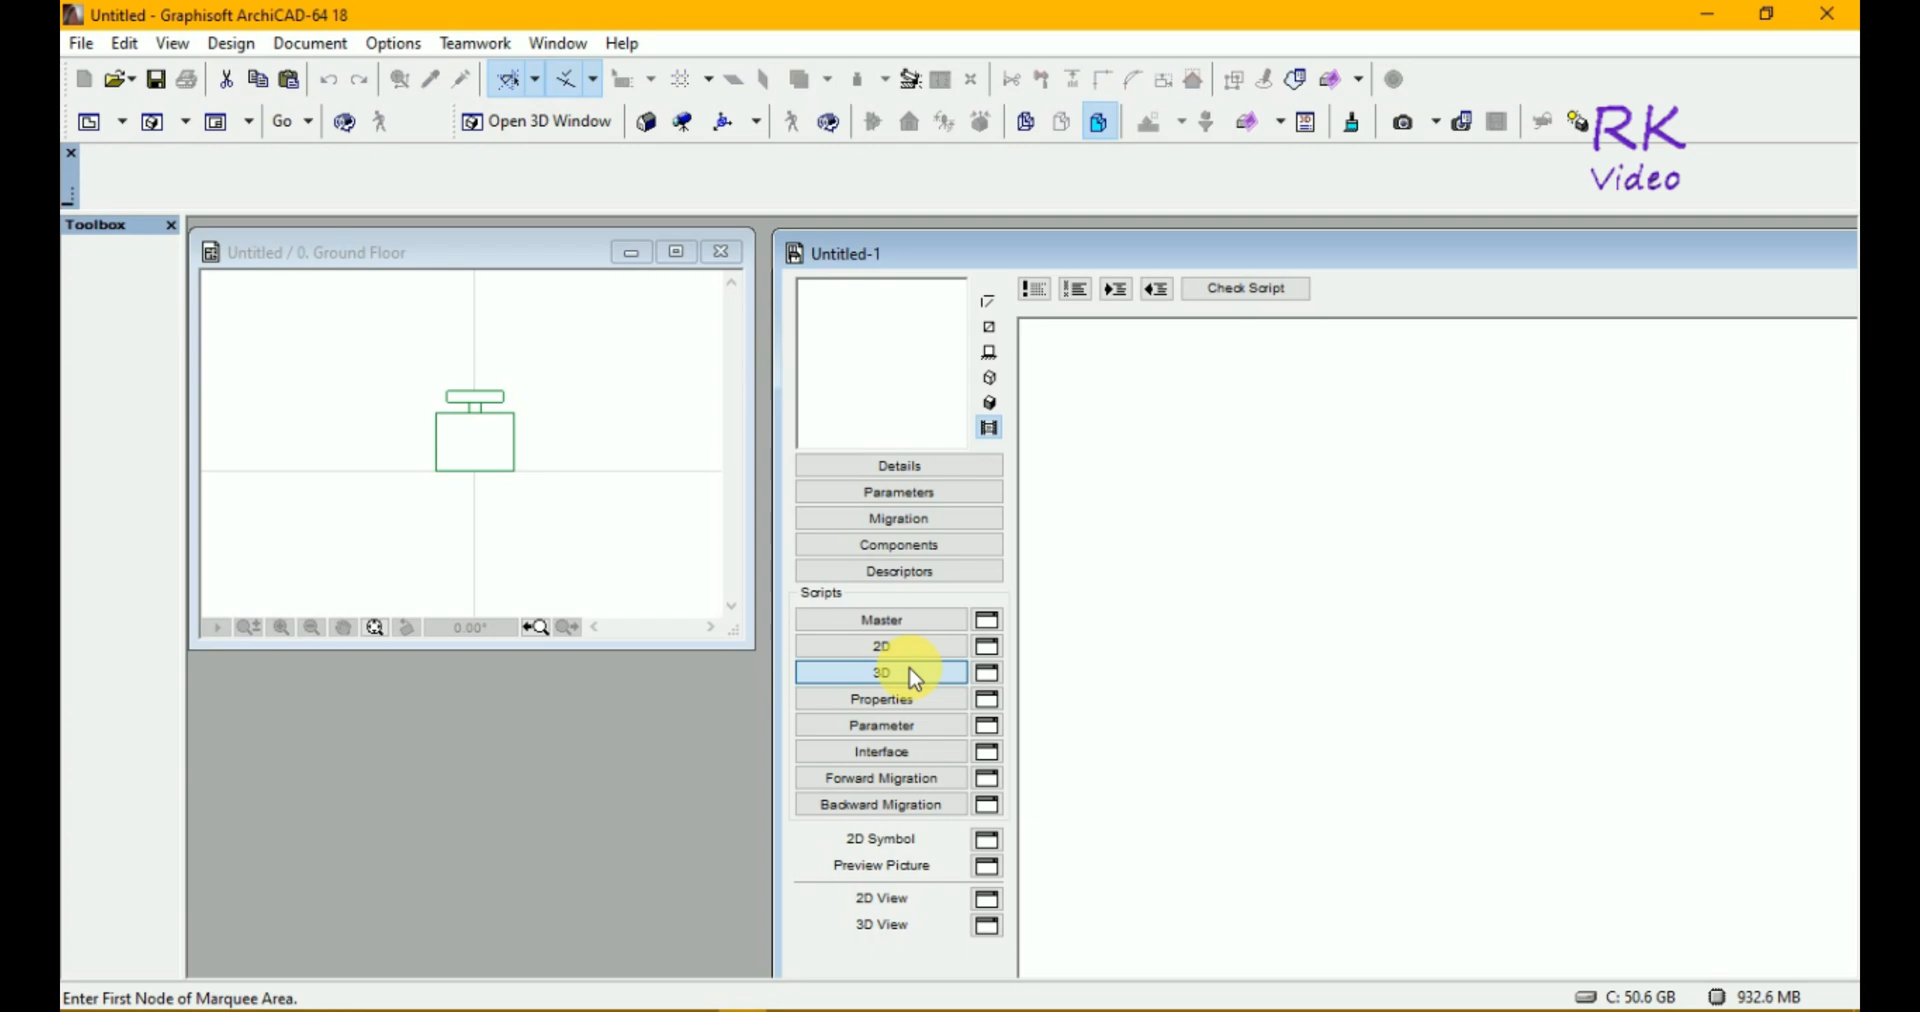 Untitled - Graphisoft ArchiCAD-64 18
File Edit View Design Document Options Teamwork Window Help
Go Open 3D Window
RK
Video
Toolbox
Untitled / 0. Ground Floor
Untitled-1
Check Script
Details
Parameters
Migration
Components
Descriptors
Scripts
Master
2D
3D
Properties
Parameter
Interface
Forward Migration
Backward Migration
2D Symbol
Preview Picture
2D View
3D View
0.00°
Enter First Node of Marquee Area.
C: 50.6 GB 932.6 MB